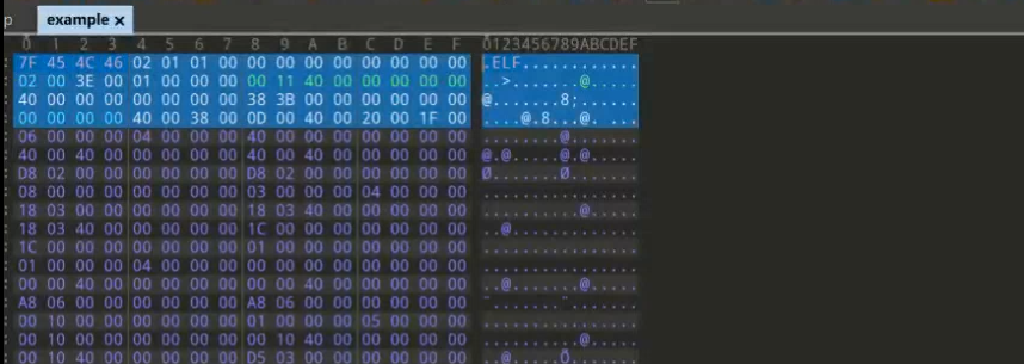 p example ×
0 1 2 3 4 5 6 7 8 9 A B C D E F 0123456789ABCDEF
7F 45 4C 46 02 01 01 00 00 00 00 00 00 00 00 00 .ELF............
02 00 3E 00 01 00 00 00 00 11 40 00 00 00 00 00 ..>.......@.....
40 00 00 00 00 00 00 00 38 3B 00 00 00 00 00 00 @.......8;......
00 00 00 00 40 00 38 00 0D 00 40 00 20 00 1F 00 ....@.8...@. ...
06 00 00 00 04 00 00 00 40 00 00 00 00 00 00 00 ........@.......
40 00 40 00 00 00 00 00 40 00 40 00 00 00 00 00 @.@.....@.@.....
D8 02 00 00 00 00 00 00 D8 02 00 00 00 00 00 00 Ø.......Ø.......
08 00 00 00 00 00 00 00 03 00 00 00 04 00 00 00 ................
18 03 00 00 00 00 00 00 18 03 40 00 00 00 00 00 ..........@.....
18 03 40 00 00 00 00 00 1C 00 00 00 00 00 00 00 ..@.............
1C 00 00 00 00 00 00 00 01 00 00 00 00 00 00 00 ................
01 00 00 00 04 00 00 00 00 00 00 00 00 00 00 00 ................
00 00 40 00 00 00 00 00 00 00 40 00 00 00 00 00 ..@.......@.....
A8 06 00 00 00 00 00 00 A8 06 00 00 00 00 00 00 ¨.......¨.......
00 10 00 00 00 00 00 00 01 00 00 00 05 00 00 00 ................
00 10 00 00 00 00 00 00 00 10 40 00 00 00 00 00 ..........@.....
00 10 40 00 00 00 00 00 D5 03 00 00 00 00 00 00 ..@.....Õ.......